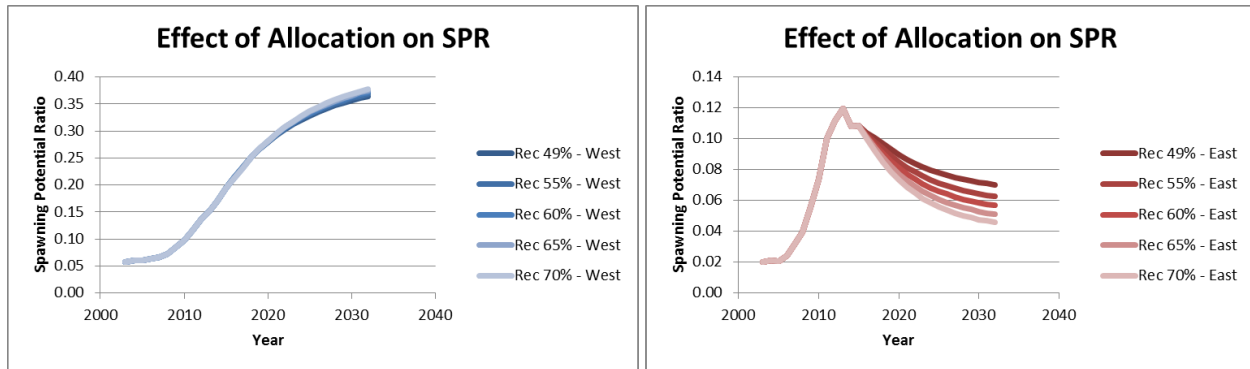 Effect of Allocation on SPR
Spawning Potential Ratio
0.40
0.35
0.30
0.25
0.20
0.15
0.10
0.05
0.00
2000 2010 2020 2030 2040
Year
Rec 49% - West
Rec 55% - West
Rec 60% - West
Rec 65% - West
Rec 70% - West
Effect of Allocation on SPR
Spawning Potential Ratio
0.14
0.12
0.10
0.08
0.06
0.04
0.02
0.00
2000 2010 2020 2030 2040
Year
Rec 49% - East
Rec 55% - East
Rec 60% - East
Rec 65% - East
Rec 70% - East